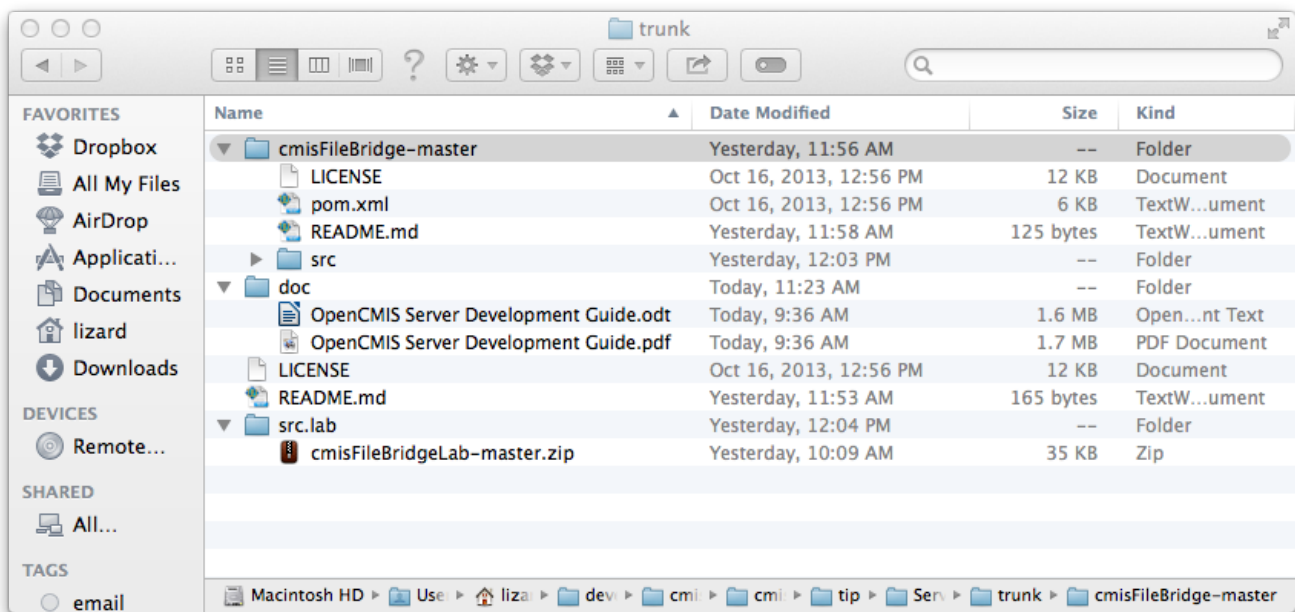 trunk
FAVORITES
Dropbox
All My Files
AirDrop
Applicati...
Documents
lizard
Downloads
DEVICES
Remote...
SHARED
All...
TAGS
email
Name Date Modified Size Kind
cmisFileBridge-master Yesterday, 11:56 AM -- Folder
LICENSE Oct 16, 2013, 12:56 PM 12 KB Document
pom.xml Oct 16, 2013, 12:56 PM 6 KB TextW...ument
README.md Yesterday, 11:58 AM 125 bytes TextW...ument
src Yesterday, 12:03 PM -- Folder
doc Today, 11:23 AM -- Folder
OpenCMIS Server Development Guide.odt Today, 9:36 AM 1.6 MB Open...nt Text
OpenCMIS Server Development Guide.pdf Today, 9:36 AM 1.7 MB PDF Document
LICENSE Oct 16, 2013, 12:56 PM 12 KB Document
README.md Yesterday, 11:53 AM 165 bytes TextW...ument
src.lab Yesterday, 12:04 PM -- Folder
cmisFileBridgeLab-master.zip Yesterday, 10:09 AM 35 KB Zip
Macintosh HD Use liza dev cmi cmi tip Serv trunk cmisFileBridge-master